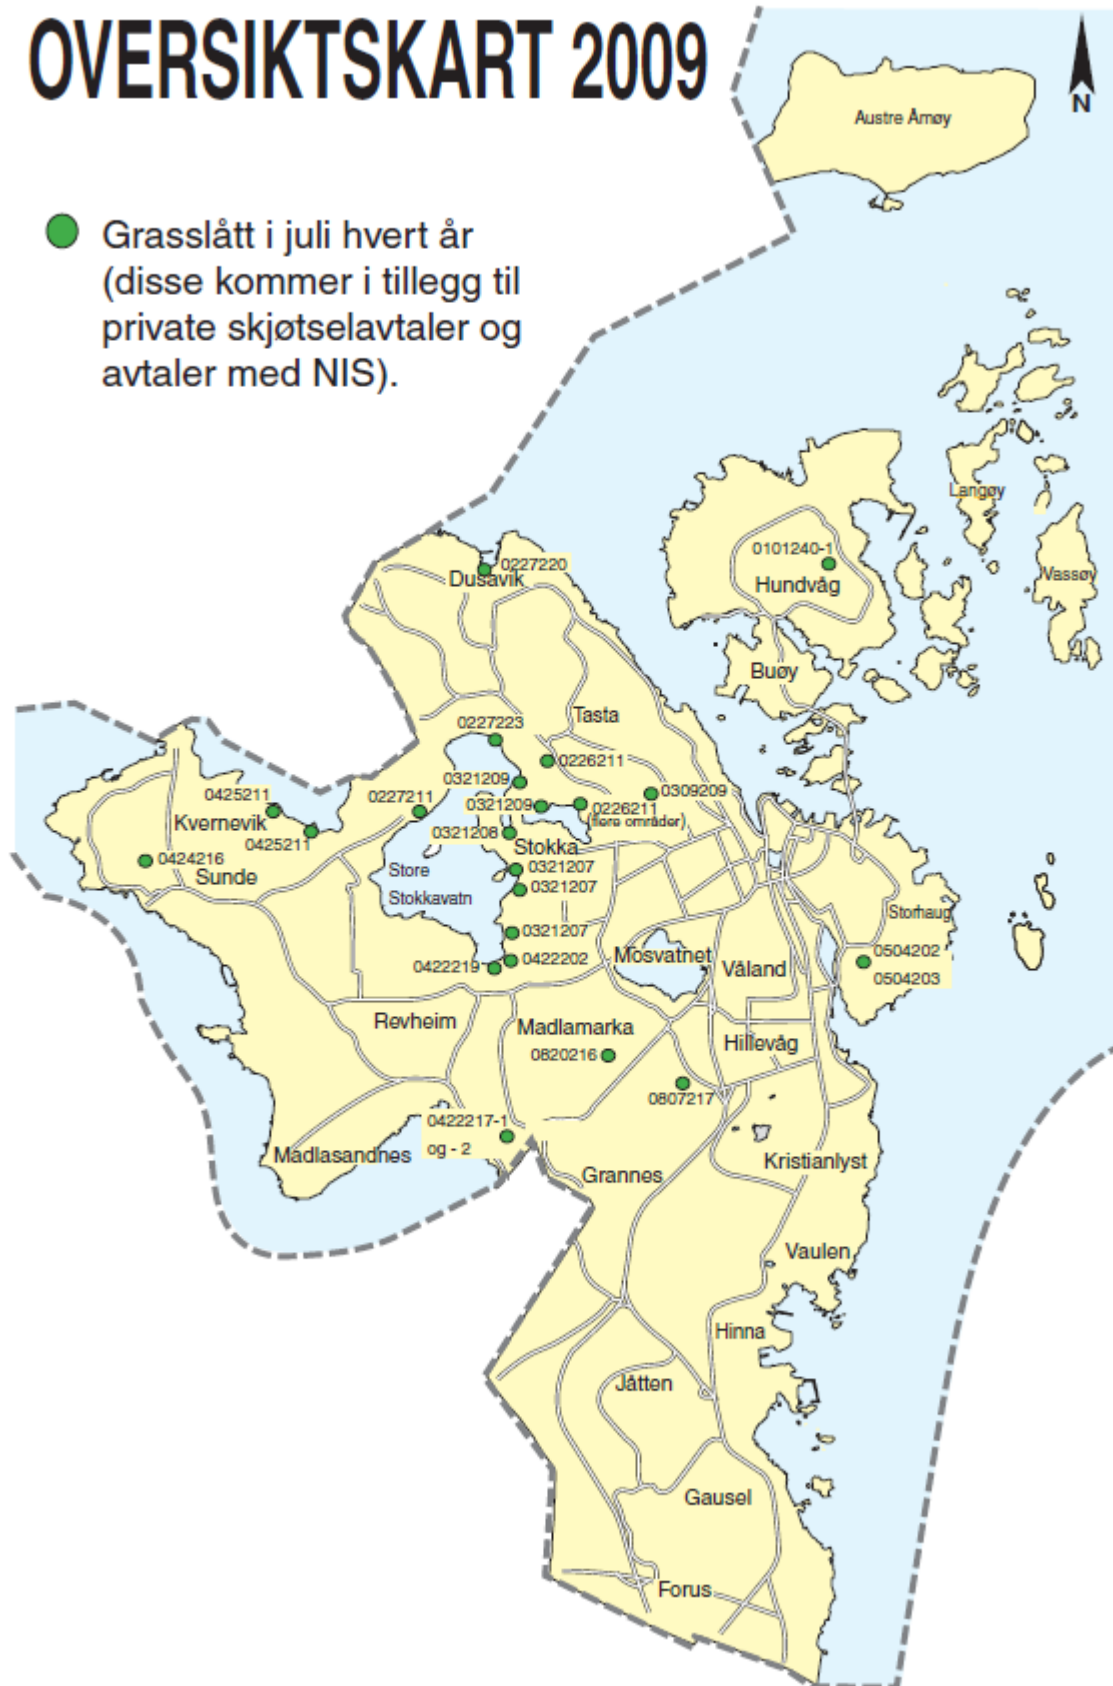 OVERSIKTSKART 2009
N
Austre Åmøy
Grasslått i juli hvert år
(disse kommer i tillegg til
private skjøtselavtaler og
avtaler med NIS).
Langøy
0101240-1
Hundvåg
Vassøy
0227220
Dusavik
Buøy
Tasta
0227223
0226211
0321209
0309209
0425211
0227211
0321209
0226211
(flere områder)
Kvernevik
0425211
0321208
Stokka
0424216
Sunde
Store
Stokkavatn
0321207
0321207
Storhaug
0321207
Mosvatnet
0504202
0504203
0422219
0422202
Våland
Revheim
Madlamarka
Hillevåg
0820216
0807217
0422217-1
og - 2
Madlasandnes
Grannes
Kristianlyst
Vaulen
Hinna
Jåtten
Gausel
Forus